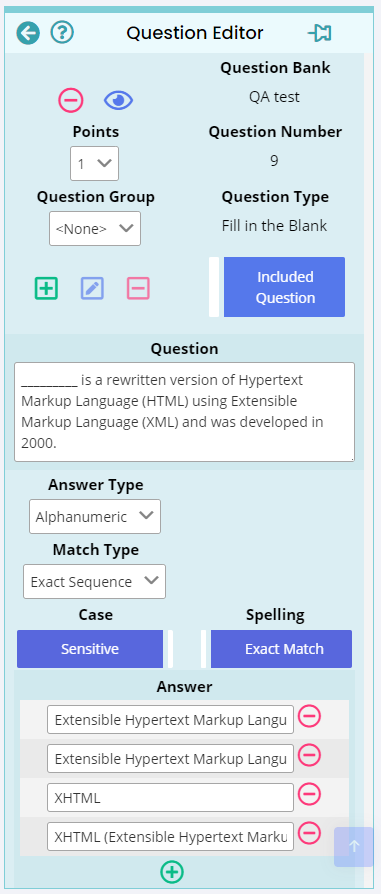 Question Editor
Question Bank
QA test
Points
Question Number
1
9
Question Group
Question Type
<None>
Fill in the Blank
Included
Question
Question
_________ is a rewritten version of Hypertext
Markup Language (HTML) using Extensible
Markup Language (XML) and was developed in
2000.
Answer Type
Alphanumeric
Match Type
Exact Sequence
Case
Spelling
Sensitive
Exact Match
Answer
Extensible Hypertext Markup Langu
Extensible Hypertext Markup Langu
XHTML
XHTML (Extensible Hypertext Marku